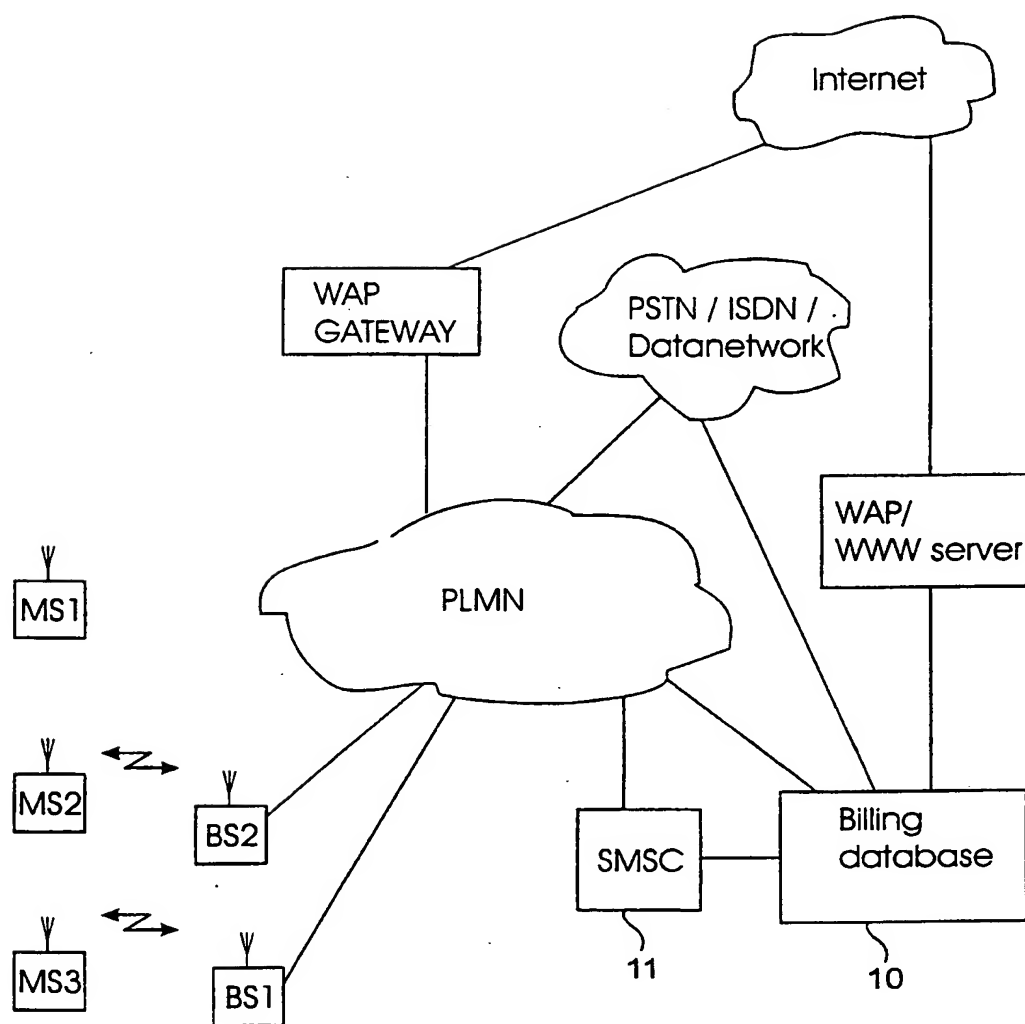 Internet
WAP
GATEWAY
PSTN / ISDN /
Datanetwork
WAP/
WWW server
PLMN
MS1
MS2
BS2
SMSC
Billing
database
MS3
BS1
11
10